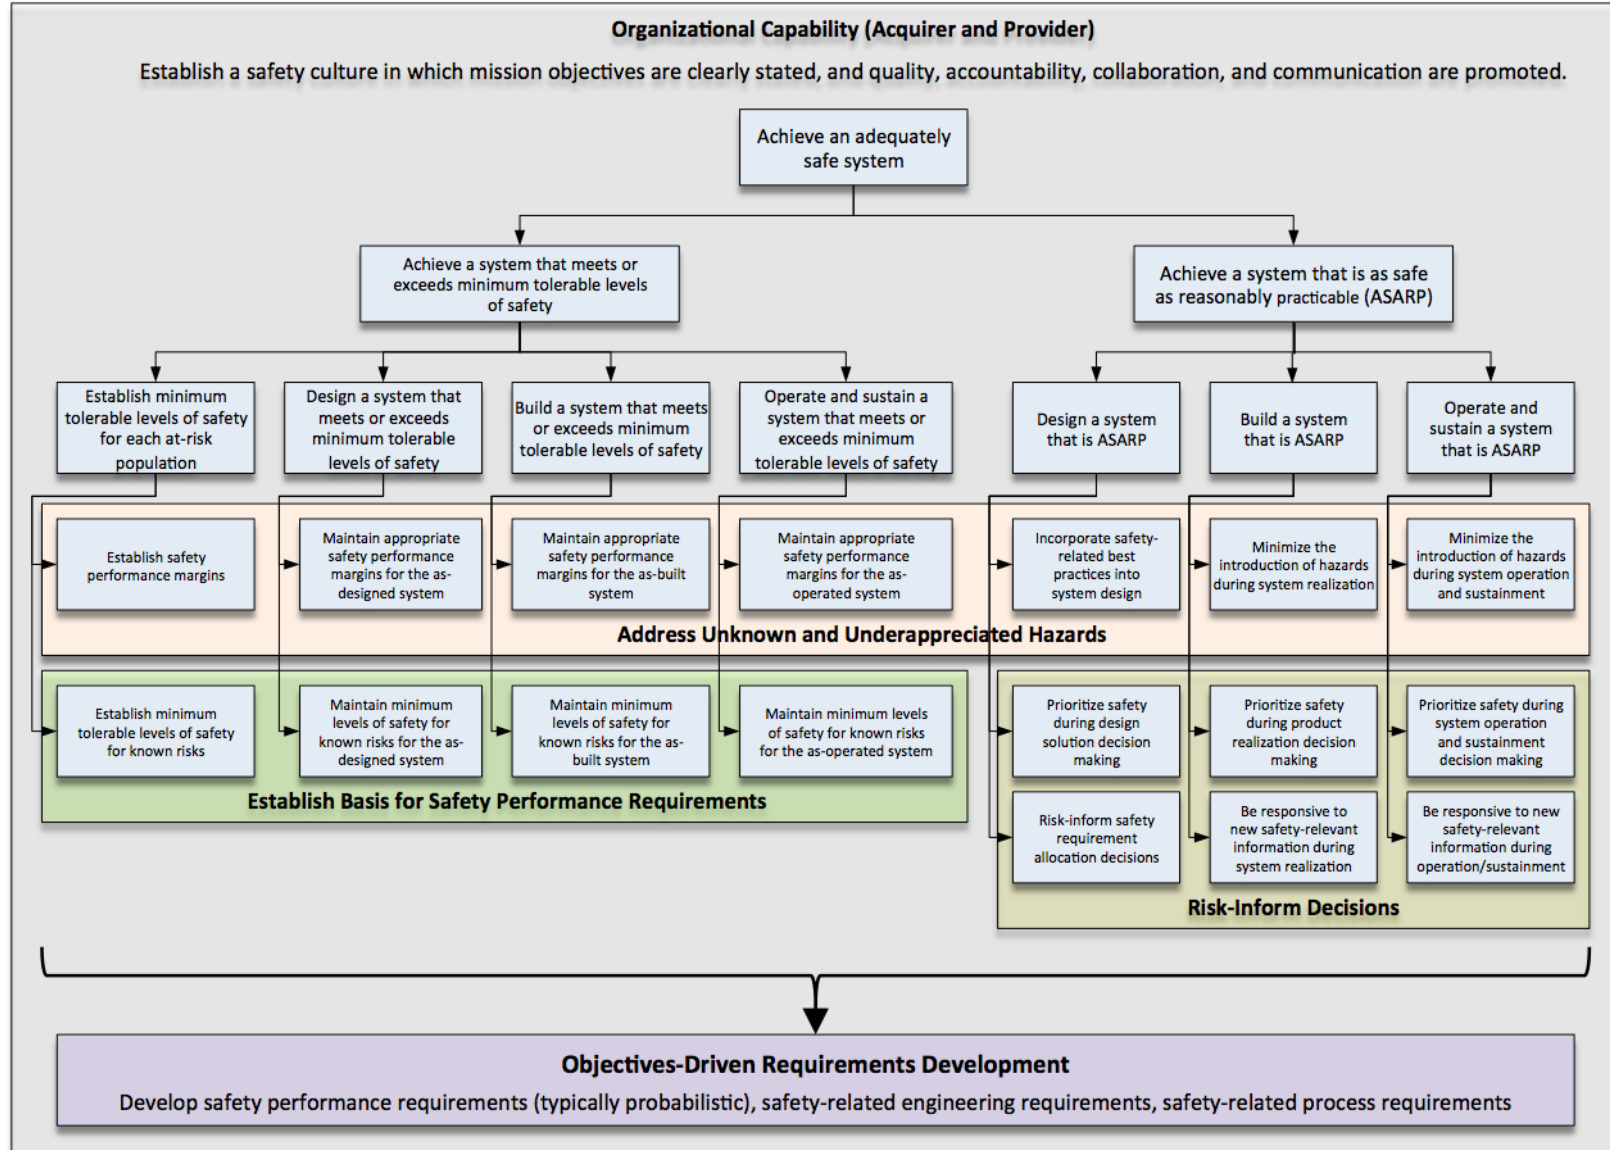 Organizational Capability (Acquirer and Provider)
Establish a safety culture in which mission objectives are clearly stated, and quality, accountability, collaboration, and communication are promoted.
Achieve an adequately
safe system
Achieve a system that meets or
exceeds minimum tolerable levels
of safety
Achieve a system that is as safe
as reasonably practicable (ASARP)
Establish minimum
tolerable levels of safety
for each at-risk
population
Design a system that
meets or exceeds
minimum tolerable
levels of safety
Build a system that meets
or exceeds minimum
tolerable levels of safety
Operate and sustain
a system that meets or
exceeds minimum
tolerable levels of safety
Design a system
that is ASARP
Build a system
that is ASARP
Operate and
sustain a system
that is ASARP
Establish safety
performance margins
Maintain appropriate
safety performance
margins for the as-
designed system
Maintain appropriate
safety performance
margins for the as-built
system
Maintain appropriate
safety performance
margins for the as-
operated system
Incorporate safety-
related best
practices into
system design
Minimize the
introduction of hazards
during system realization
Minimize the
introduction of hazards
during system operation
and sustainment
Address Unknown and Underappreciated Hazards
Establish minimum
tolerable levels of safety
for known risks
Maintain minimum
levels of safety for
known risks for the as-
designed system
Maintain minimum
levels of safety for
known risks for the as-
built system
Maintain minimum levels
of safety for known risks
for the as-operated system
Establish Basis for Safety Performance Requirements
Prioritize safety
during design
solution decision
making
Prioritize safety
during product
realization decision
making
Prioritize safety during
system operation
and sustainment
decision making
Risk-inform safety
requirement
allocation decisions
Be responsive to
new safety-relevant
information during
system realization
Be responsive to new
safety-relevant
information during
operation/sustainment
Risk-Inform Decisions
Objectives-Driven Requirements Development
Develop safety performance requirements (typically probabilistic), safety-related engineering requirements, safety-related process requirements